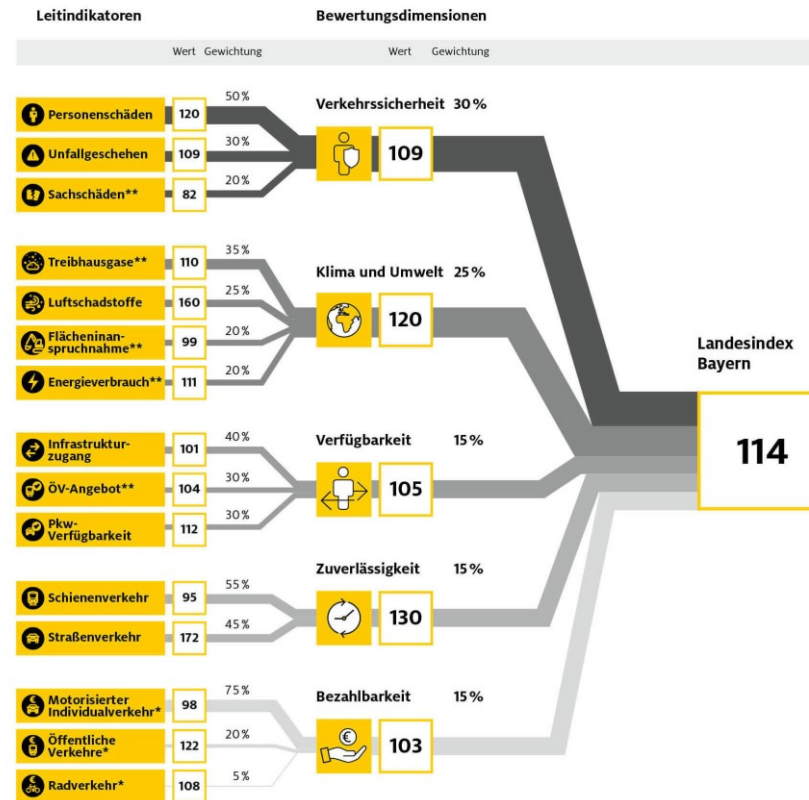 Leitindikatoren
Bewertungsdimensionen
Wert Gewichtung
Wert Gewichtung
Personenschäden 120 50 %
Unfallgeschehen 109 30 %
Sachschäden** 82 20 %
Verkehrssicherheit 30 %
109
Treibhausgase** 110 35 %
Luftschadstoffe 160 25 %
Flächeninan-
spruchnahme** 99 20 %
Energieverbrauch** 111 20 %
Klima und Umwelt 25 %
120
Infrastruktur-
zugang 101 40 %
ÖV-Angebot** 104 30 %
Pkw-
Verfügbarkeit 112 30 %
Verfügbarkeit 15 %
105
Schienenverkehr 95 55 %
Straßenverkehr 172 45 %
Zuverlässigkeit 15 %
130
Motorisierter
Individualverkehr* 98 75 %
Öffentliche
Verkehre* 122 20 %
Radverkehr* 108 5 %
Bezahlbarkeit 15 %
€
103
Landesindex
Bayern
114